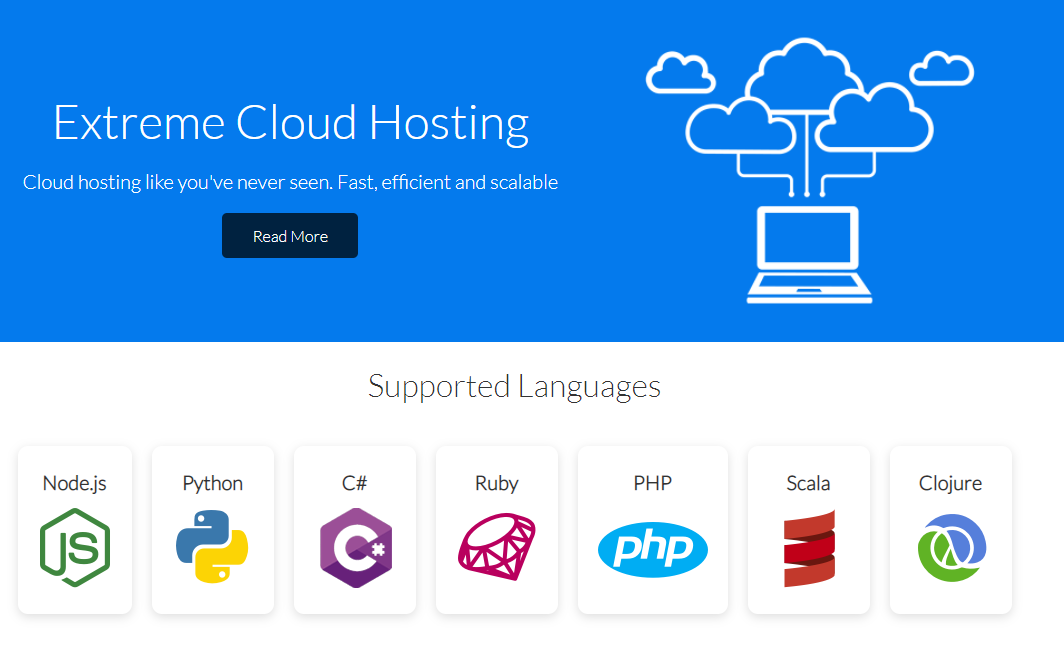 Extreme Cloud Hosting
Cloud hosting like you've never seen. Fast, efficient and scalable
Read More
Supported Languages
Node.js
Python
C#
Ruby
PHP
Scala
Clojure
JS
C#
php